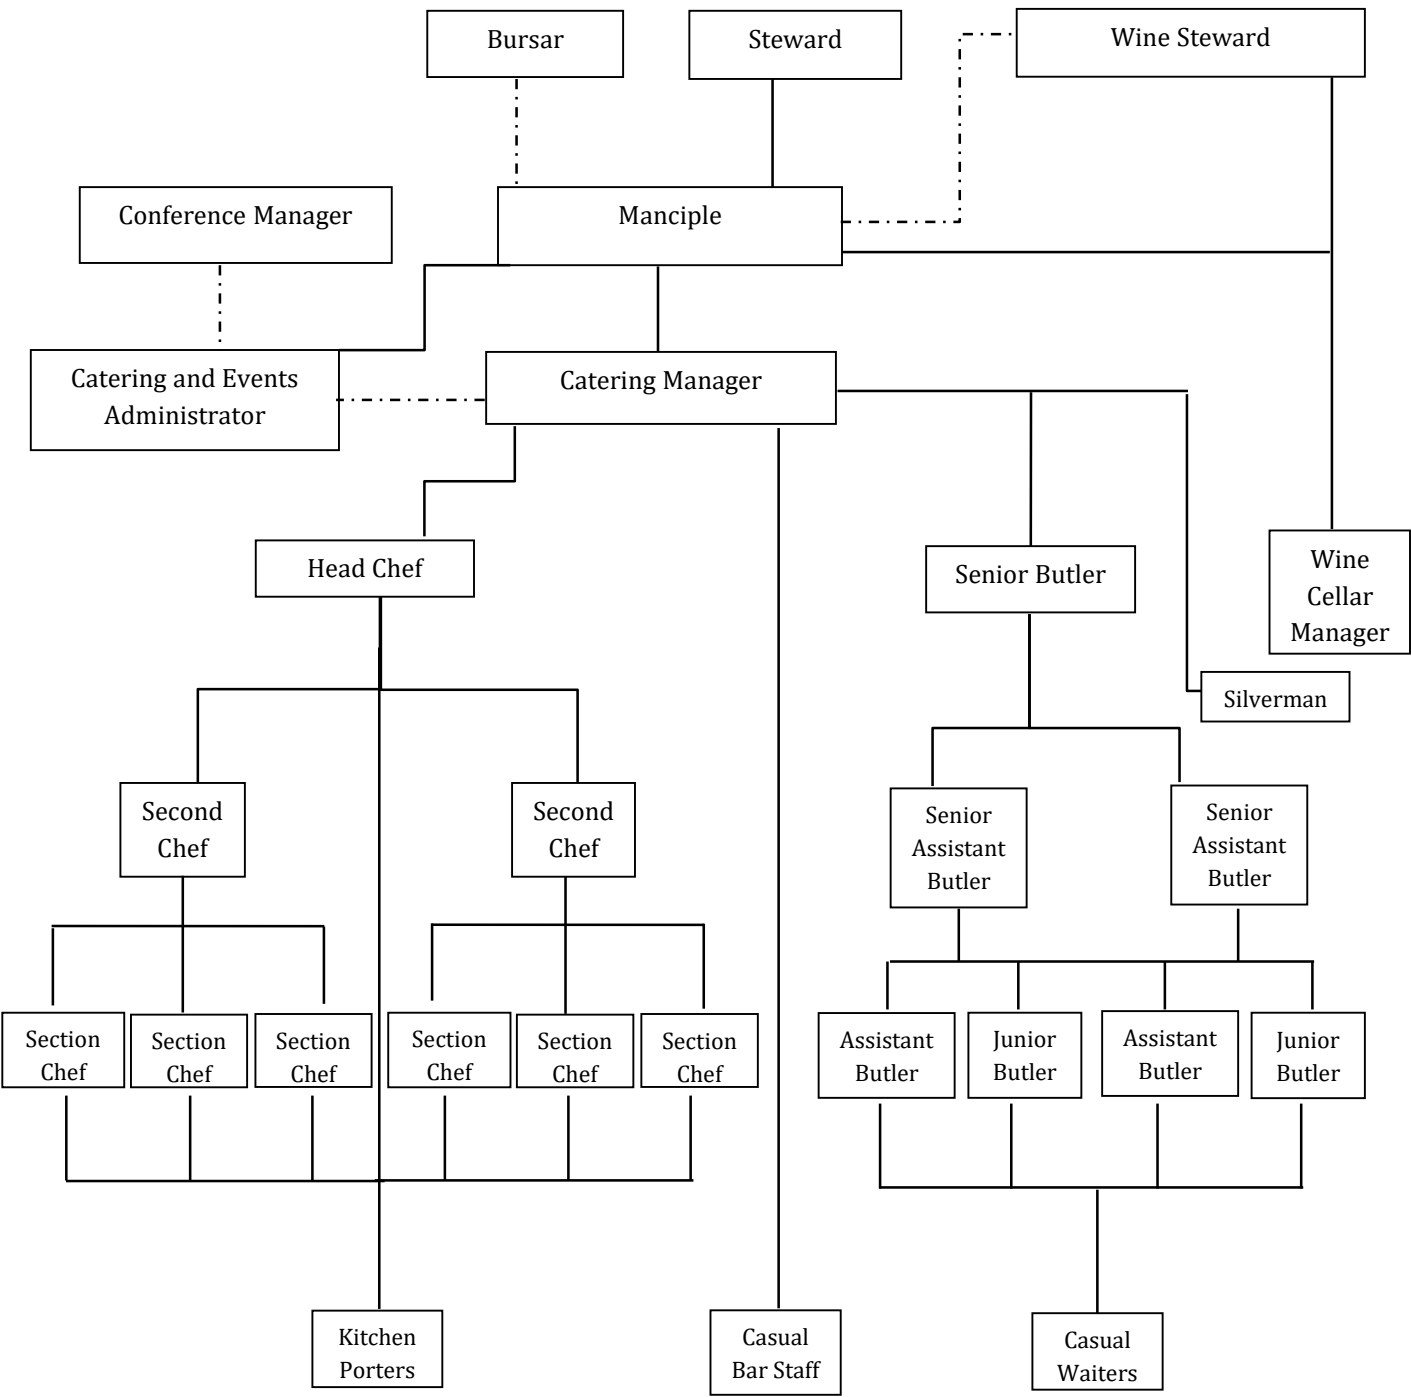 Bursar
Steward
Wine Steward
Conference Manager
Manciple
Catering and Events
Administrator
Catering Manager
Head Chef
Senior Butler
Wine
Cellar
Manager
Silverman
Second
Chef
Second
Chef
Senior
Assistant
Butler
Senior
Assistant
Butler
Section
Chef
Section
Chef
Section
Chef
Section
Chef
Section
Chef
Section
Chef
Assistant
Butler
Junior
Butler
Assistant
Butler
Junior
Butler
Kitchen
Porters
Casual
Bar Staff
Casual
Waiters